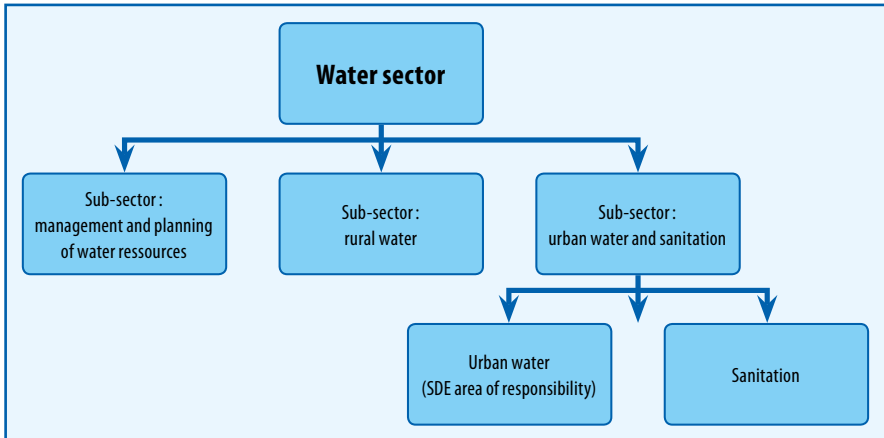 Water sector
Sub-sector :
management and planning
of water ressources
Sub-sector :
rural water
Sub-sector :
urban water and sanitation
Urban water
(SDE area of responsibility)
Sanitation